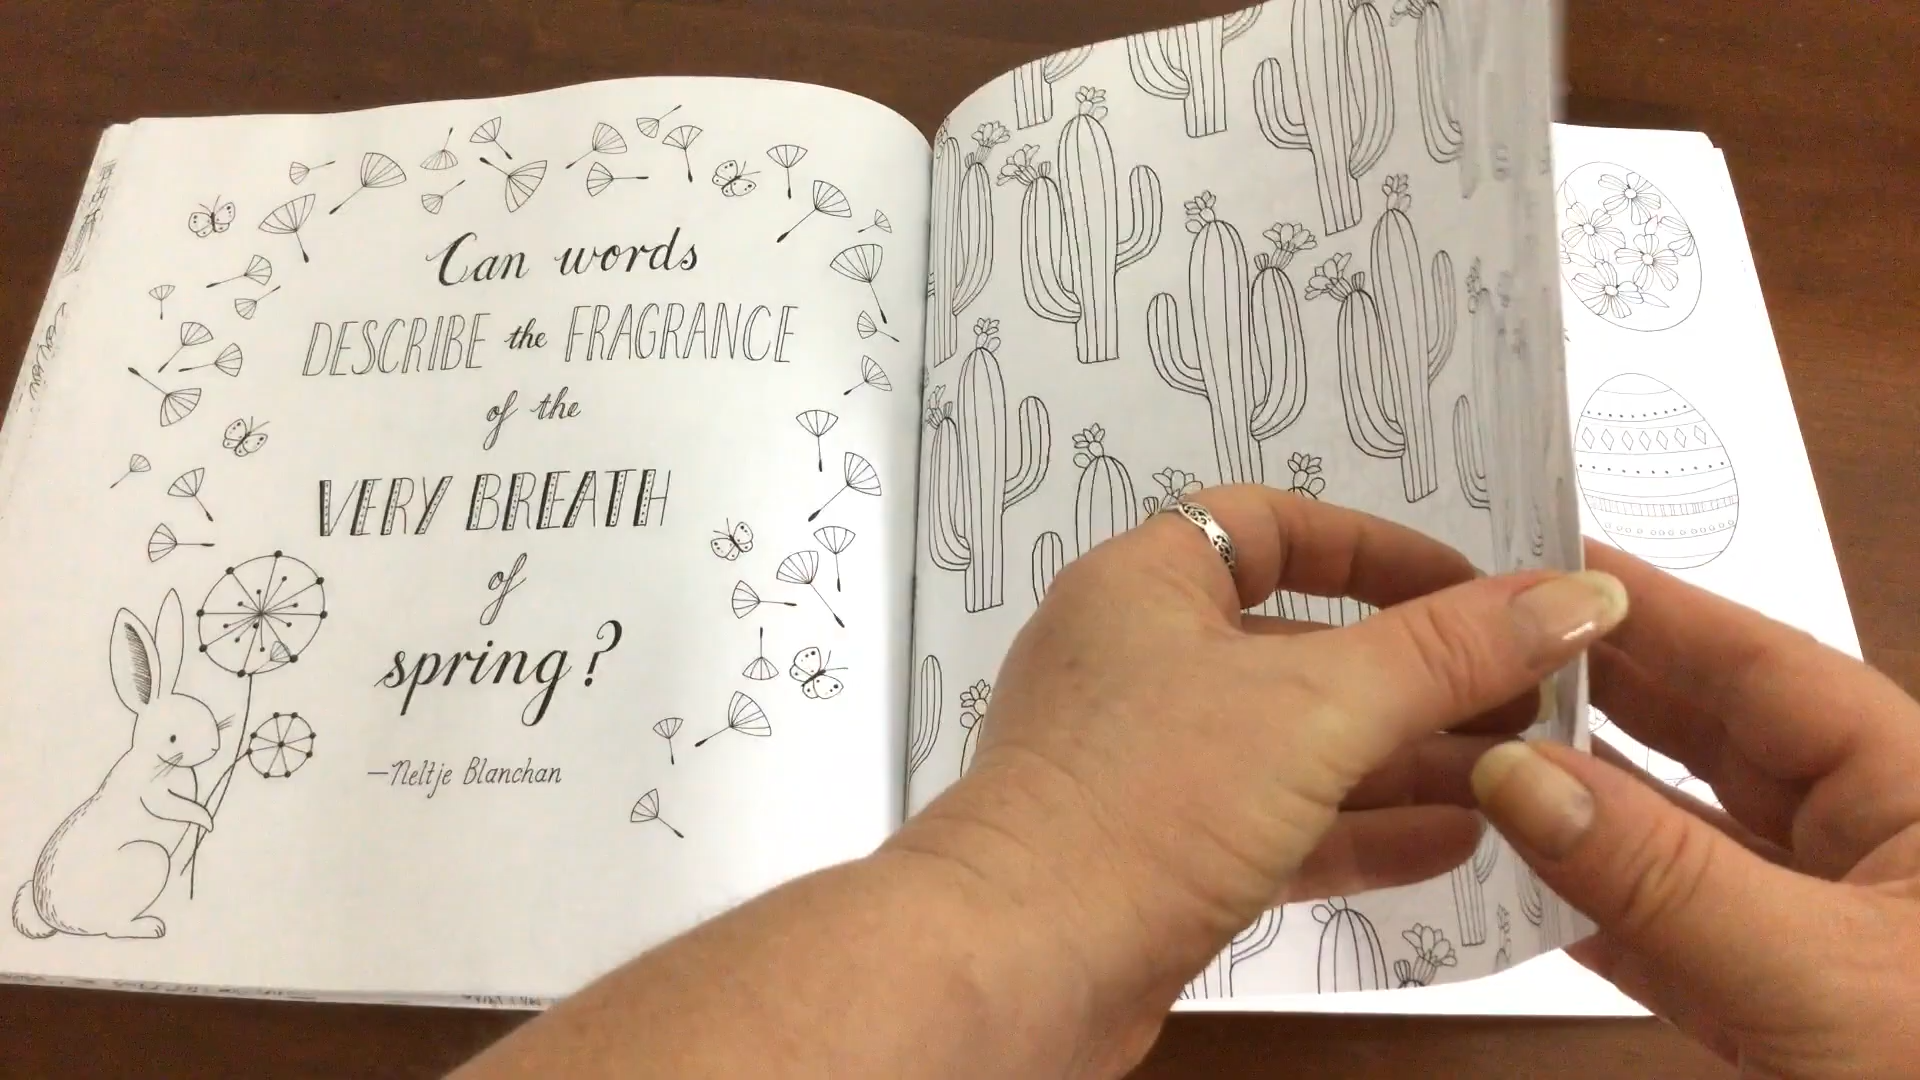 Can words
DESCRIBE the FRAGRANCE
of the
VERY BREATH
of
spring?
—Neltje Blanchan